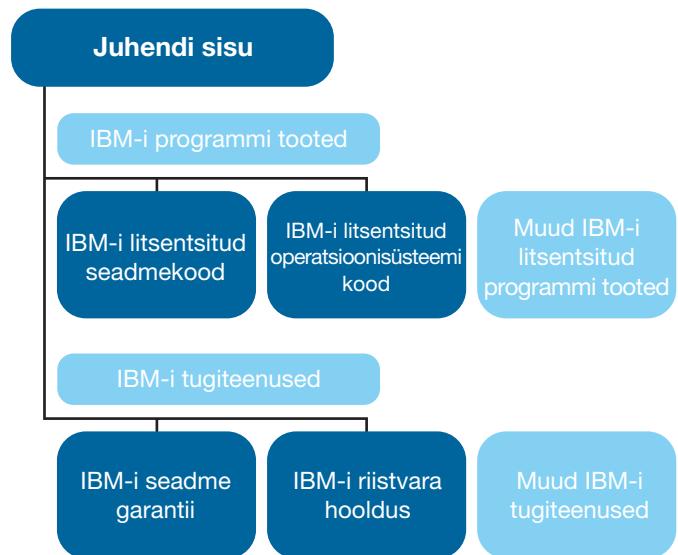 Juhendi sisu
IBM-i programmi tooted
IBM-i litsentsitud
seadmekood
IBM-i litsentsitud
operatsioonisüsteemi
kood
Muud IBM-i
litsentsitud
programmi tooted
IBM-i tugiteenused
IBM-i seadme
garantii
IBM-i riistvara
hooldus
Muud IBM-i
tugiteenused